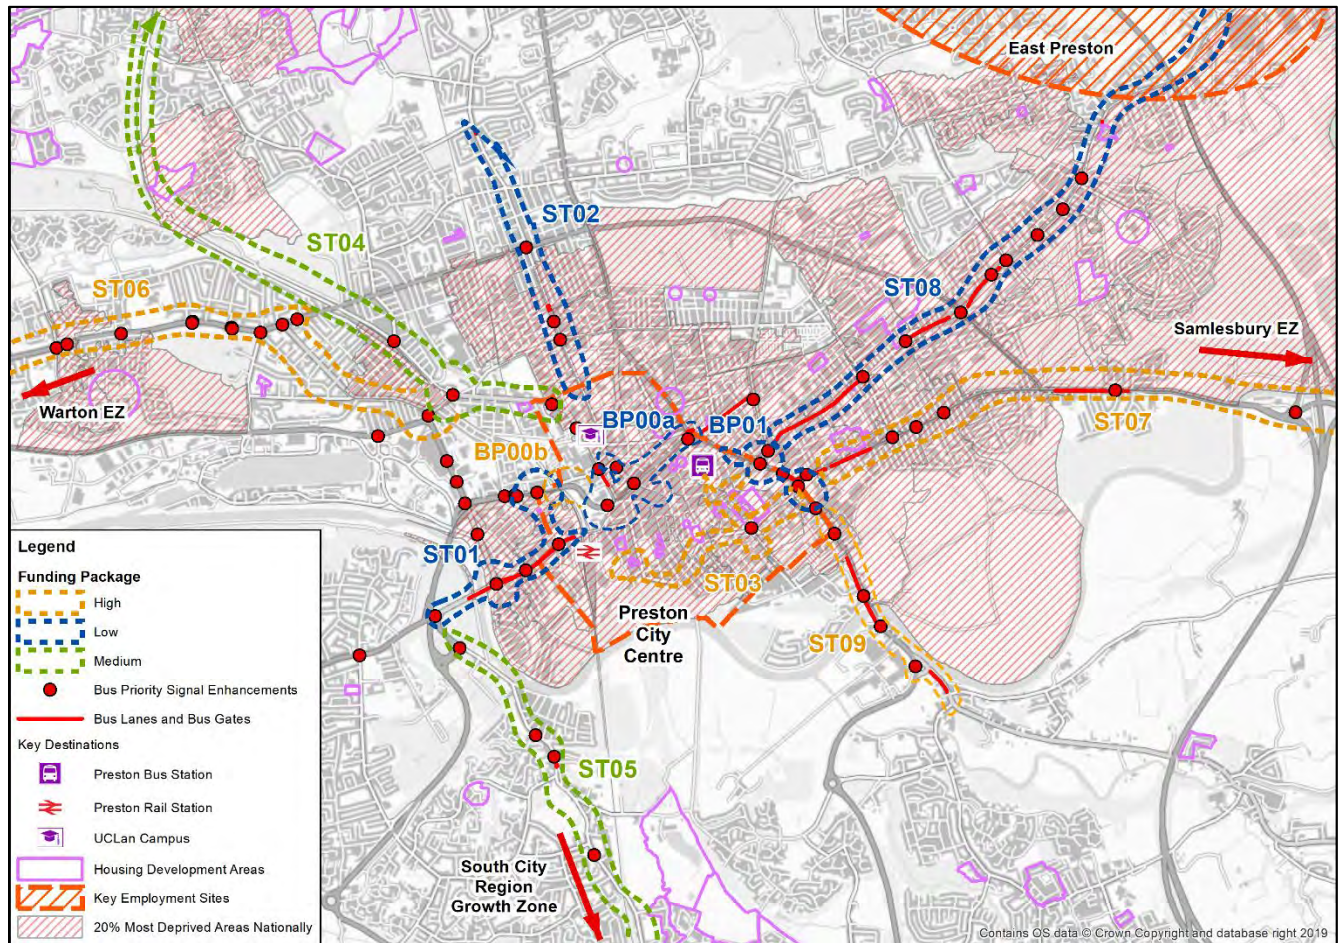 East Preston
ST02
ST04
ST06
ST08
Samlesbury EZ
Warton EZ
BP00a
BP01
ST07
BP00b
ST01
ST03
Preston
City
Centre
ST09
ST05
South City
Region
Growth Zone
Legend
Funding Package
High
Low
Medium
Bus Priority Signal Enhancements
Bus Lanes and Bus Gates
Key Destinations
Preston Bus Station
Preston Rail Station
UCLan Campus
Housing Development Areas
Key Employment Sites
20% Most Deprived Areas Nationally
Contains OS data © Crown Copyright and database right 2019